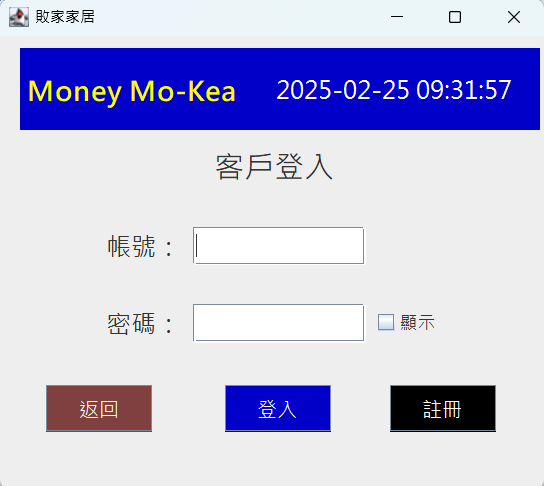 敗家家居
Money Mo-Kea 2025-02-25 09:31:57
客戶登入
帳號：
密碼： 顯示
返回 登入 註冊